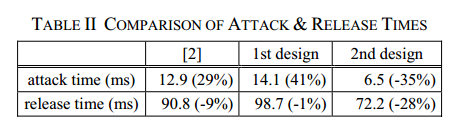 TABLE II COMPARISON OF ATTACK & RELEASE TIMES
[2] 1st design 2nd design
attack time (ms) 12.9 (29%) 14.1 (41%) 6.5 (-35%)
release time (ms) 90.8 (-9%) 98.7 (-1%) 72.2 (-28%)